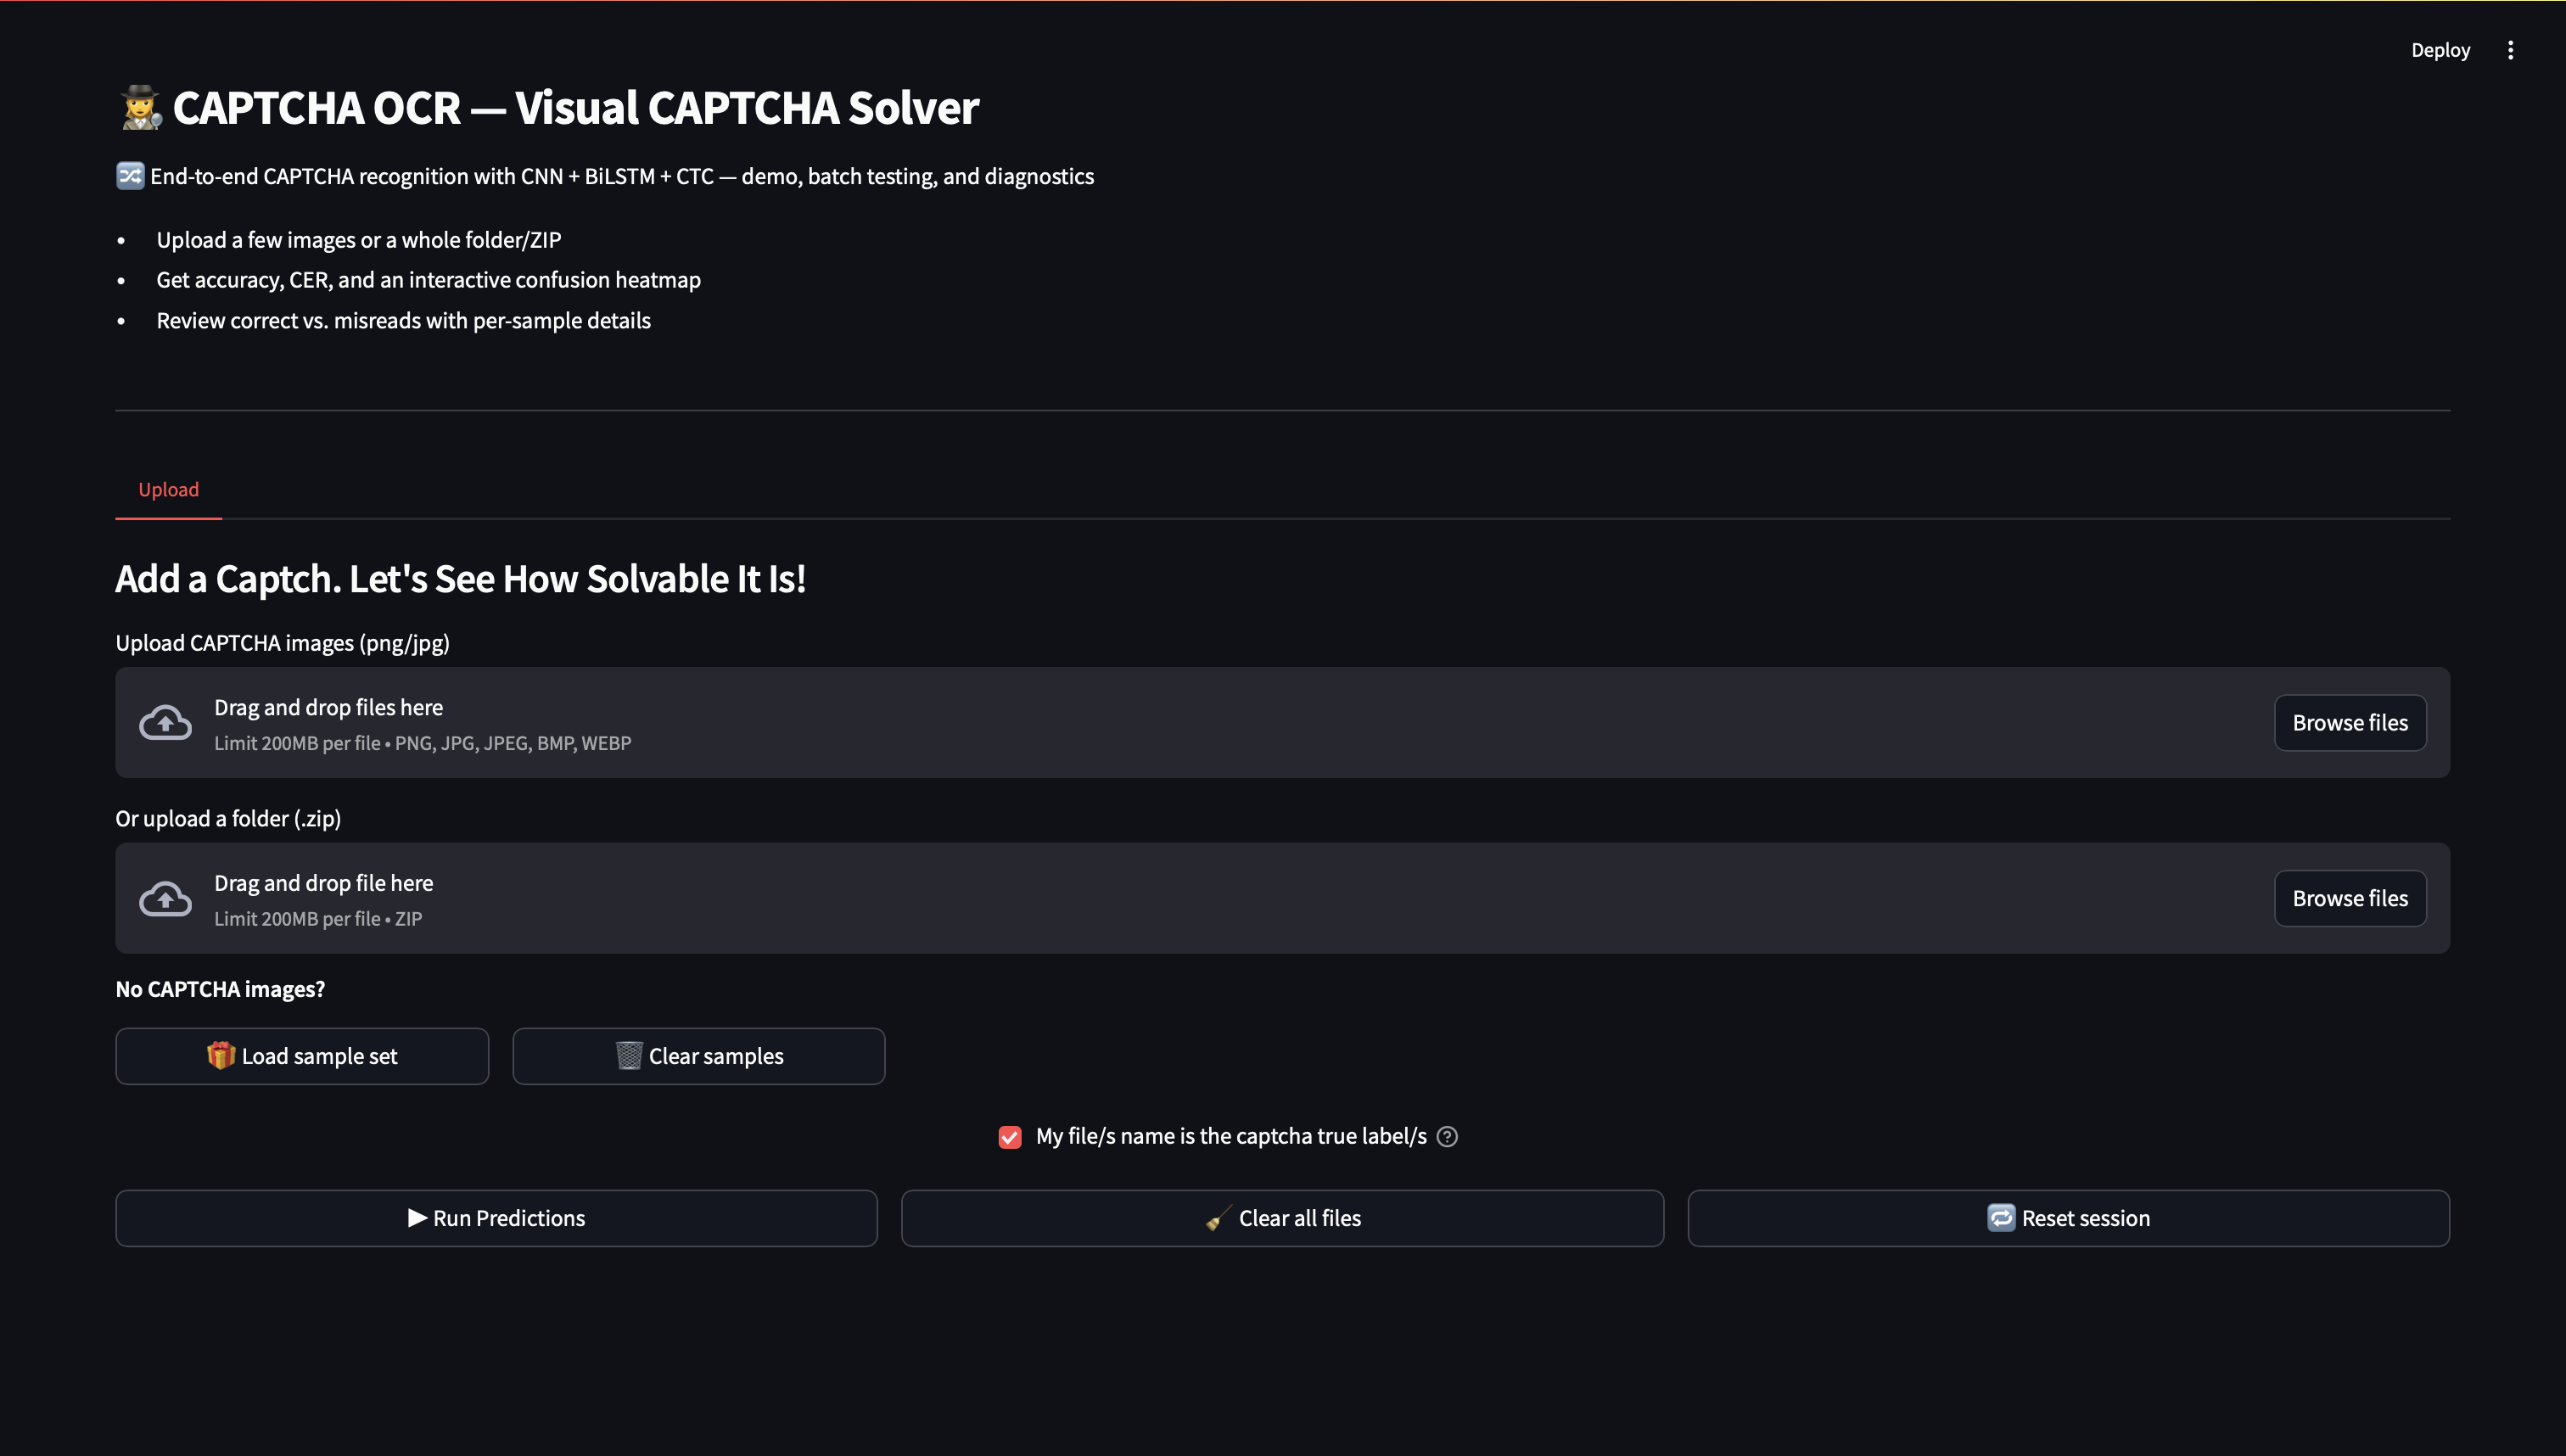 Deploy
🕵️‍♀️ CAPTCHA OCR — Visual CAPTCHA Solver
🔀 End-to-end CAPTCHA recognition with CNN + BiLSTM + CTC — demo, batch testing, and diagnostics
• Upload a few images or a whole folder/ZIP
• Get accuracy, CER, and an interactive confusion heatmap
• Review correct vs. misreads with per-sample details
Upload
Add a Captch. Let's See How Solvable It Is!
Upload CAPTCHA images (png/jpg)
Drag and drop files here
Limit 200MB per file • PNG, JPG, JPEG, BMP, WEBP
Browse files
Or upload a folder (.zip)
Drag and drop file here
Limit 200MB per file • ZIP
Browse files
No CAPTCHA images?
🎁 Load sample set
🗑️ Clear samples
My file/s name is the captcha true label/s
▶ Run Predictions
🧹 Clear all files
🔁 Reset session